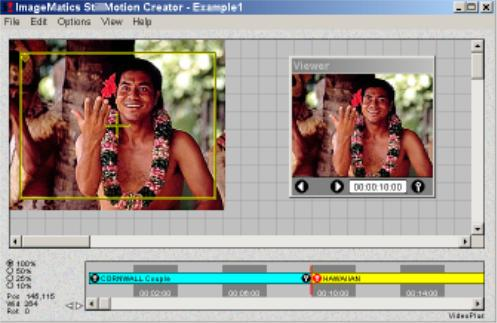 ImageMatics StillMotion Creator - Example1
File Edit Options View Help
Viewer
00:00:10:00
100%
50%
25%
10%
Pos 145,115
Wid 264
Rot 0
CORNWALL Couple
HAWAIIAN
00:02:00
00:06:00
00:10:00
00:14:00